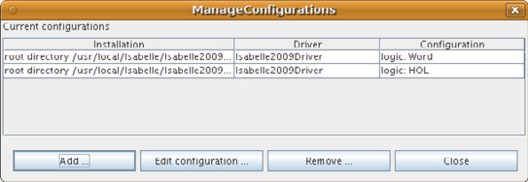 ManageConfigurations
Current configurations
Installation Driver Configuration
root directory /usr/local/Isabelle/Isabelle2009... Isabelle2009Driver logic: Word
root directory /usr/local/Isabelle/Isabelle2009... Isabelle2009Driver logic: HOL
Add ... Edit configuration ... Remove ... Close